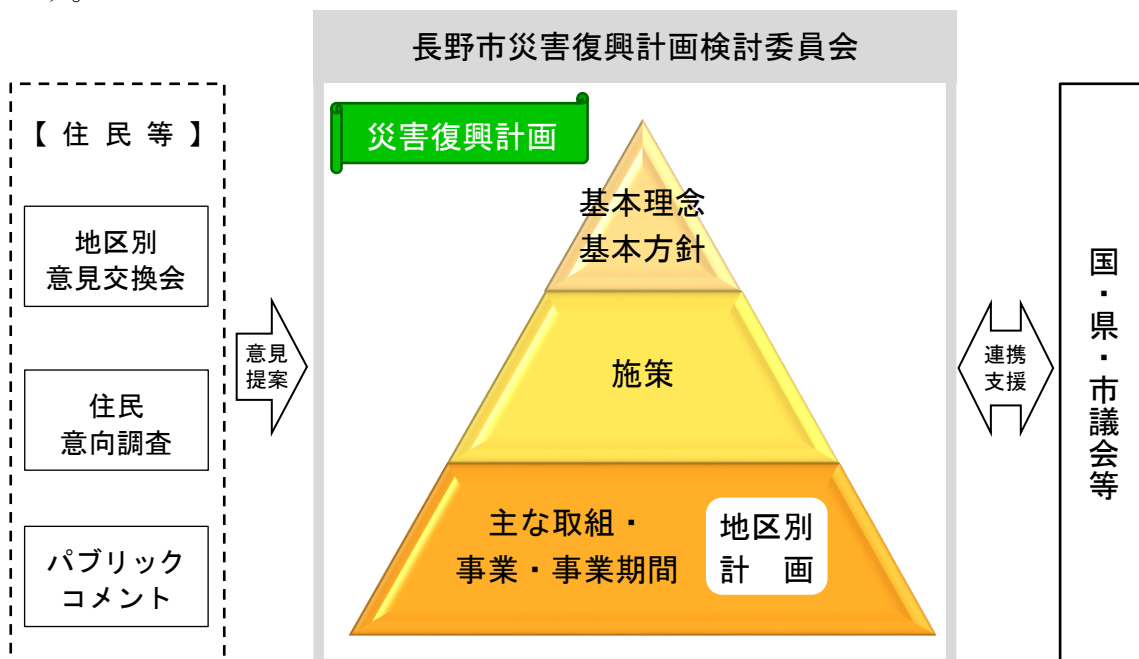 す。
長野市災害復興計画検討委員会
【 住 民 等 】
地区別
意見交換会
住民
意向調査
パブリック
コメント
意見
提案
災害復興計画
基本理念
基本方針
施策
主な取組・
事業・事業期間
地区別
計　画
連携
支援
国・県・市議会等